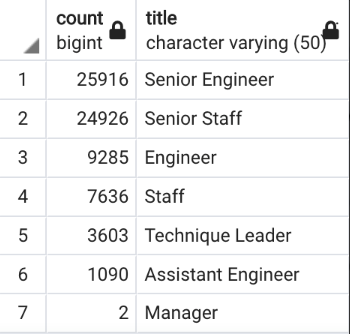 count title
bigint character varying (50)
1 25916 Senior Engineer
2 24926 Senior Staff
3 9285 Engineer
4 7636 Staff
5 3603 Technique Leader
6 1090 Assistant Engineer
7 2 Manager